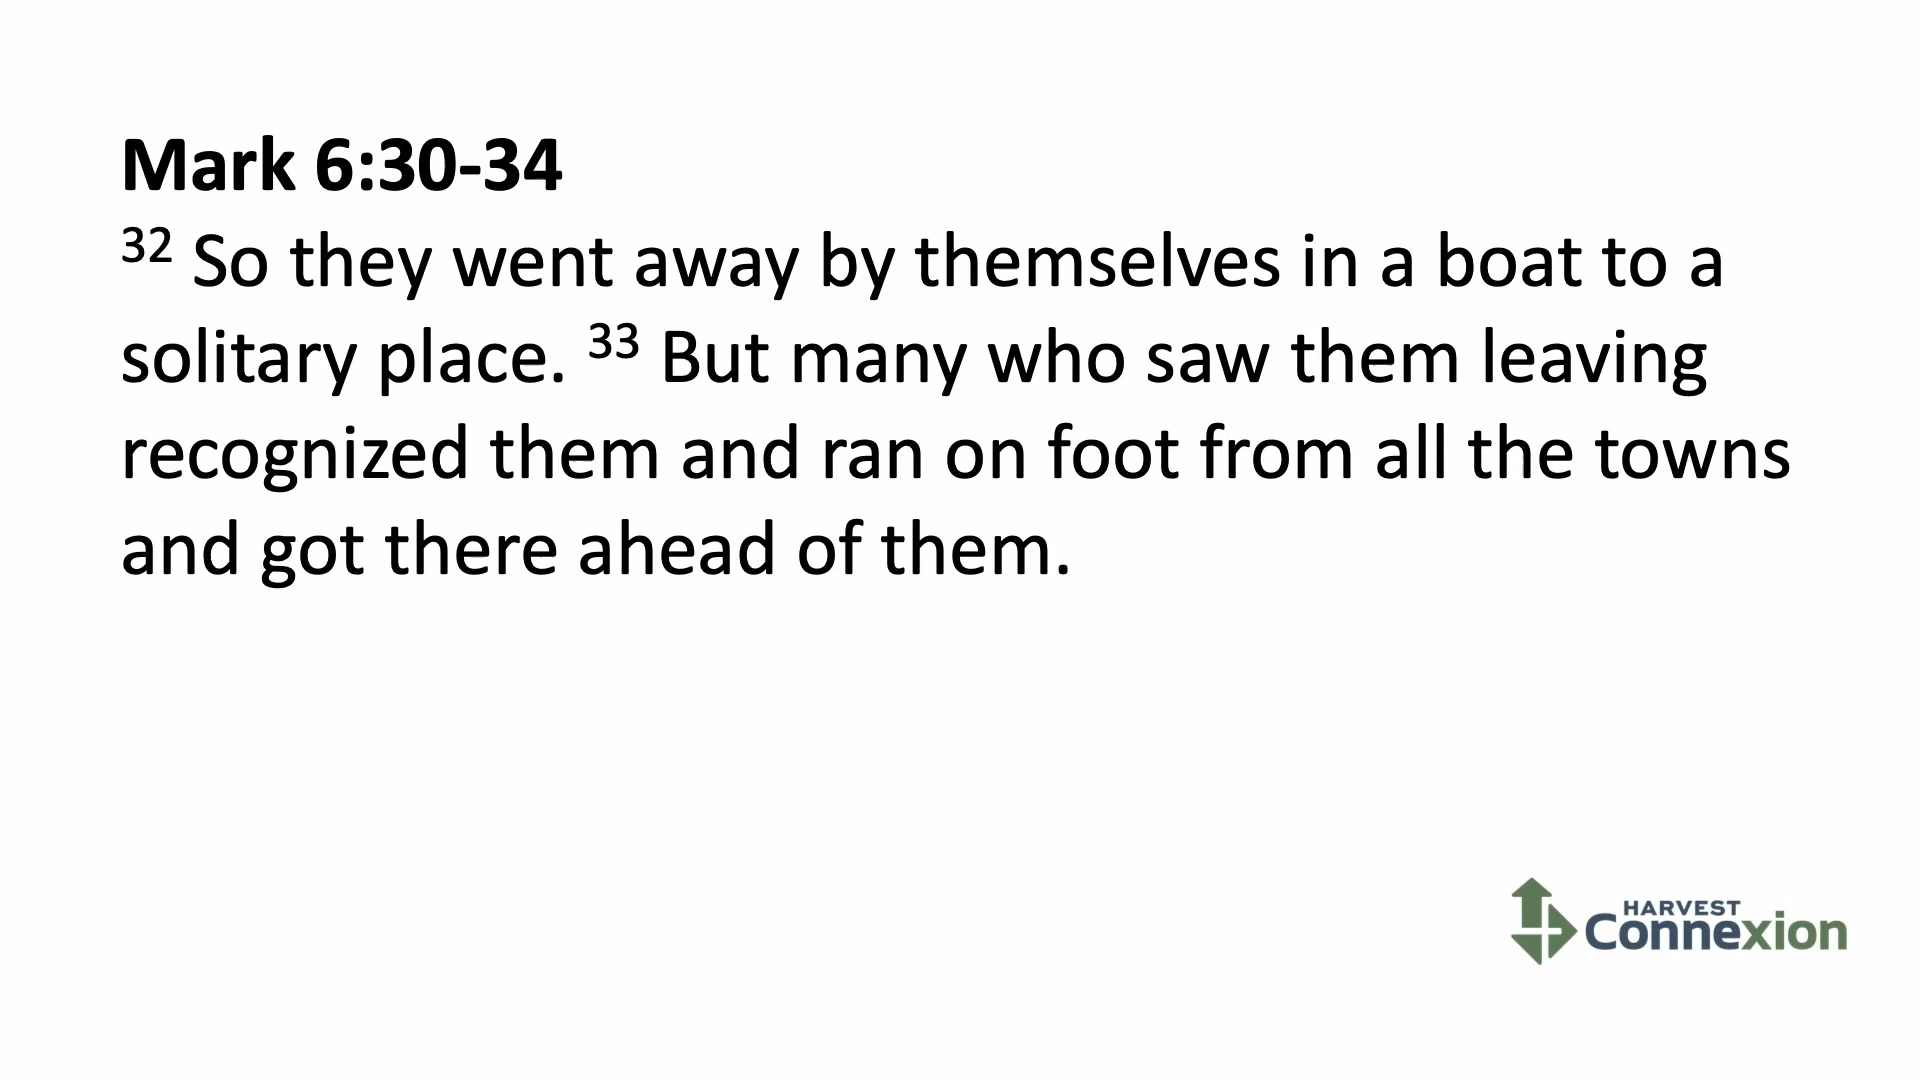 Mark 6:30-34
32 So they went away by themselves in a boat to a
solitary place. 33 But many who saw them leaving
recognized them and ran on foot from all the towns
and got there ahead of them.
HARVEST
Connexion